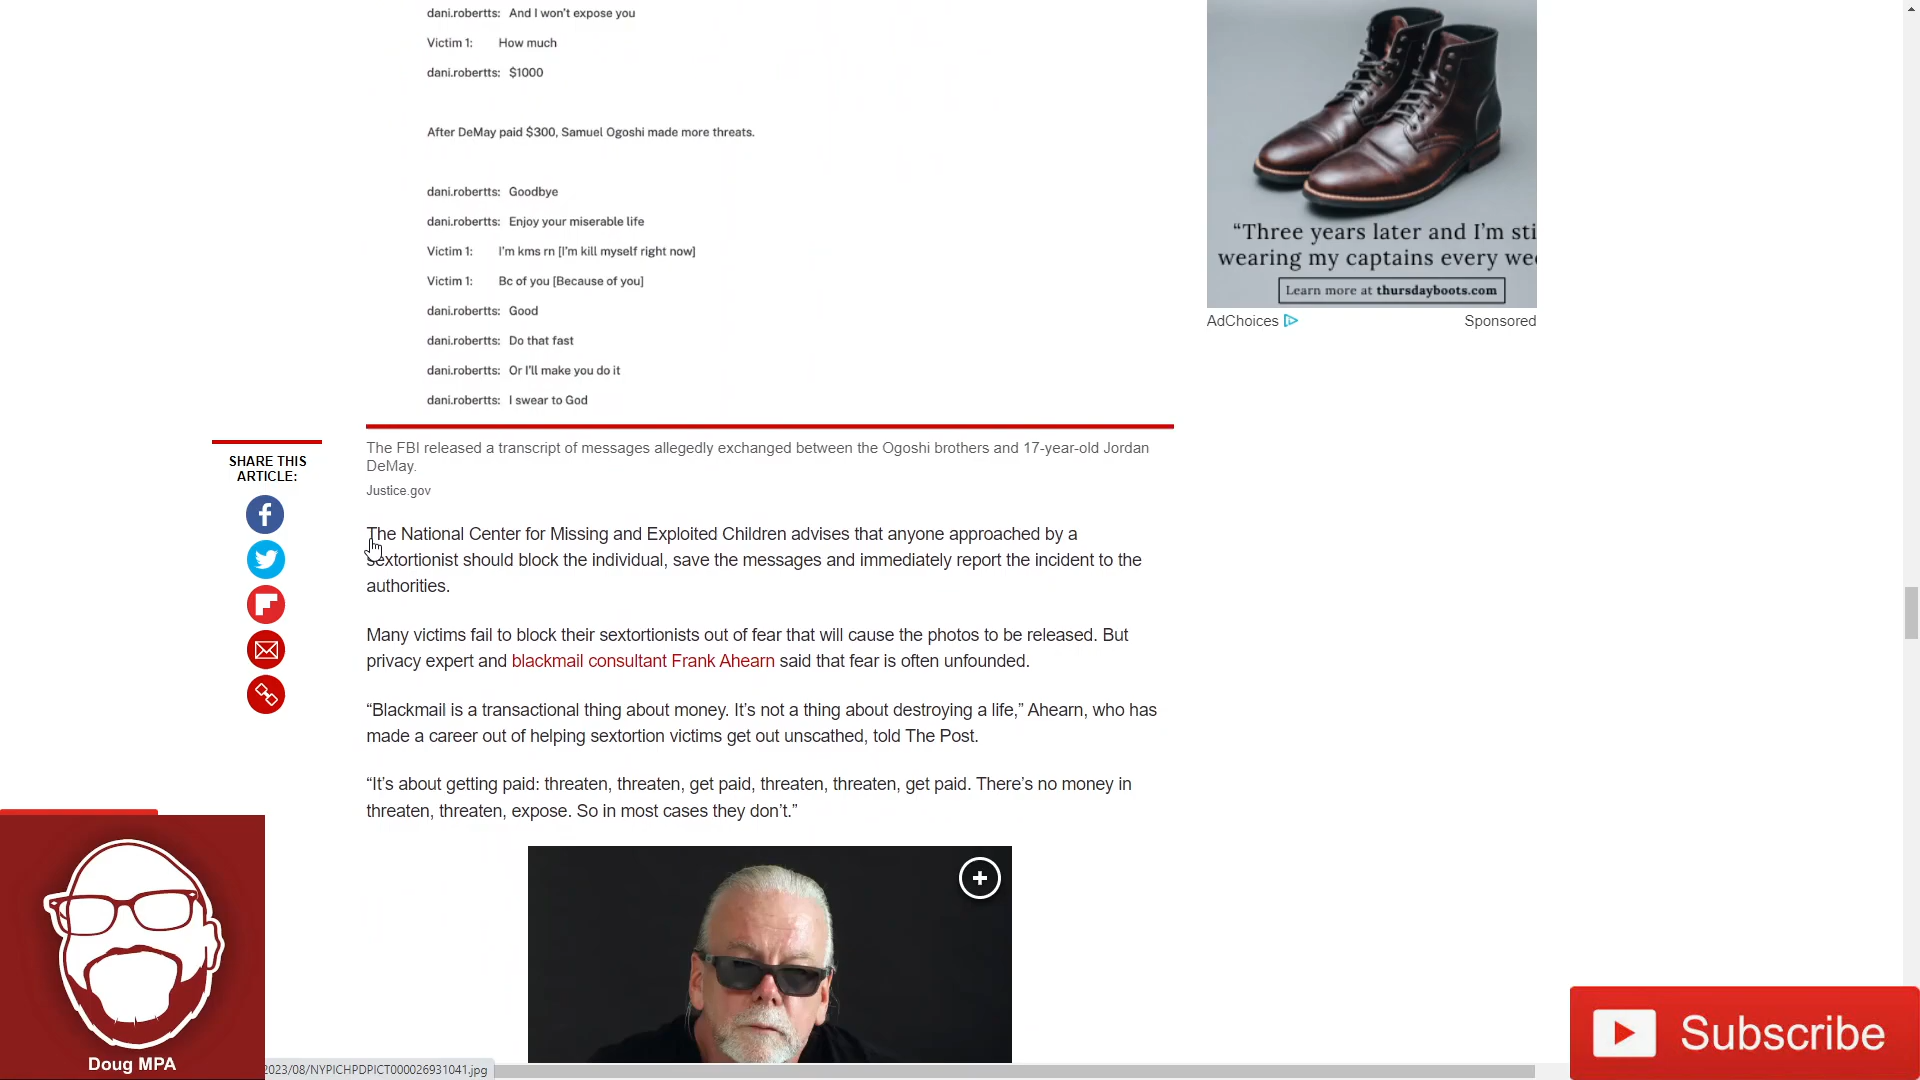 dani.robertts: And I won't expose you
Victim 1: How much
dani.robertts: $1000
After DeMay paid $300, Samuel Ogoshi made more threats.
dani.robertts: Goodbye
dani.robertts: Enjoy your miserable life
Victim 1: I'm kms rn [I'm kill myself right now]
Victim 1: Bc of you [Because of you]
dani.robertts: Good
dani.robertts: Do that fast
dani.robertts: Or I'll make you do it
dani.robertts: I swear to God
The FBI released a transcript of messages allegedly exchanged between the Ogoshi brothers and 17-year-old Jordan
DeMay.
Justice.gov
SHARE THIS
ARTICLE:
The National Center for Missing and Exploited Children advises that anyone approached by a
sextortionist should block the individual, save the messages and immediately report the incident to the
authorities.
Many victims fail to block their sextortionists out of fear that will cause the photos to be released. But
privacy expert and blackmail consultant Frank Ahearn said that fear is often unfounded.
“Blackmail is a transactional thing about money. It’s not a thing about destroying a life,” Ahearn, who has
made a career out of helping sextortion victims get out unscathed, told The Post.
“It’s about getting paid: threaten, threaten, get paid, threaten, threaten, get paid. There’s no money in
threaten, threaten, expose. So in most cases they don’t.”
“Three years later and I’m sti
wearing my captains every we
Learn more at thursdayboots.com
AdChoices Sponsored
Doug MPA
2023/08/NYPICHPDPICT000026931041.jpg
Subscribe